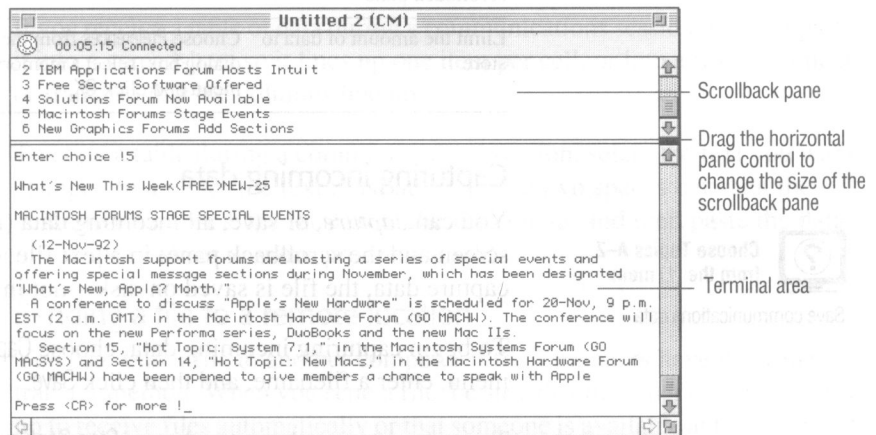 Untitled 2 (CM)
00:05:15 Connected
2 IBM Applications Forum Hosts Intuit
3 Free Sectra Software Offered
4 Solutions Forum Now Available
5 Macintosh Forums Stage Events
6 New Graphics Forums Add Sections
Scrollback pane
Drag the horizontal
pane control to
change the size of the
scrollback pane
Enter choice !5
What's New This Week(FREE)NEW-25
MACINTOSH FORUMS STAGE SPECIAL EVENTS
(12-Nov-92)
The Macintosh support forums are hosting a series of special events and
offering special message sections during November, which has been designated
"What's New, Apple? Month."
Terminal area
A conference to discuss "Apple's New Hardware" is scheduled for 20-Nov, 9 p.m.
EST (2 a.m. GMT) in the Macintosh Hardware Forum (GO MACHW). The conference will
focus on the new Performa series, DuoBooks and the new Mac IIs.
Section 15, "Hot Topic: System 7.1," in the Macintosh Systems Forum (GO
MACSYS) and Section 14, "Hot Topic: New Macs," in the Macintosh Hardware Forum
(GO MACHW) have been opened to give members a chance to speak with Apple
Press <CR> for more !_